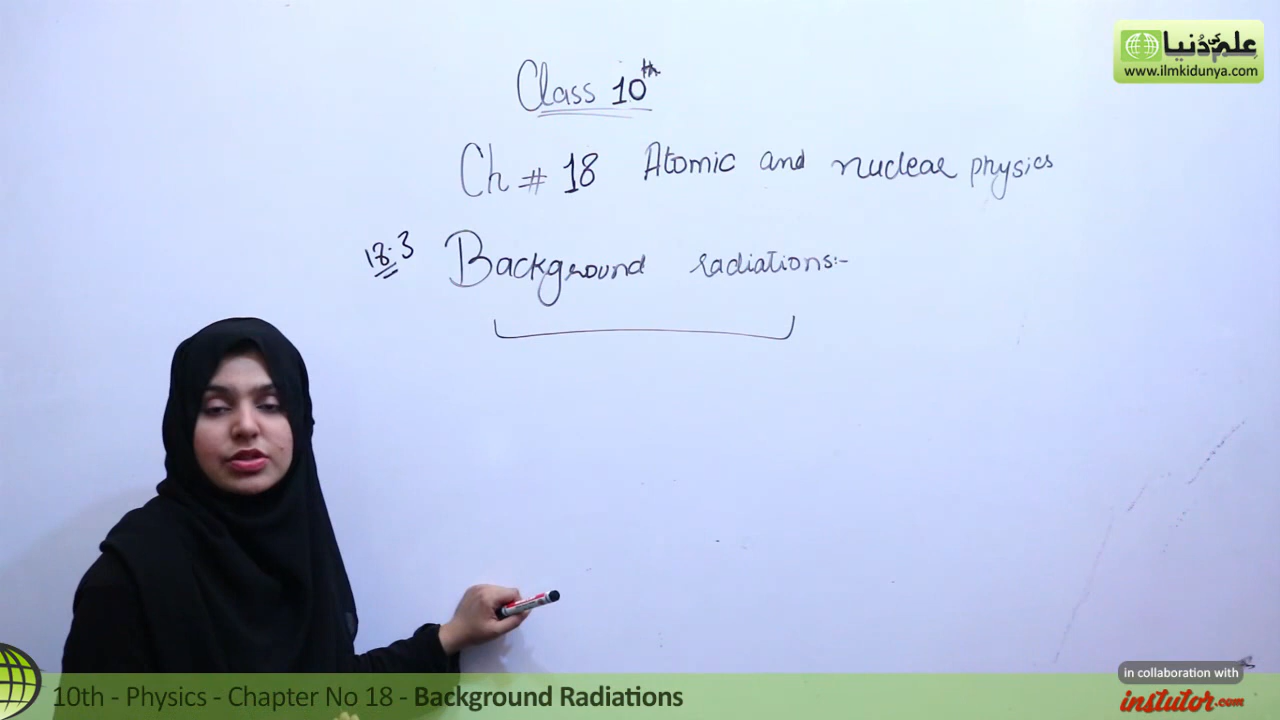 علم کی دُنیا
www.ilmkidunya.com
Class 10th
Ch # 18 Atomic and nuclear physics
18.3 Background radiations:-
10th - Physics - Chapter No 18 - Background Radiations
in collaboration with
instutor.com